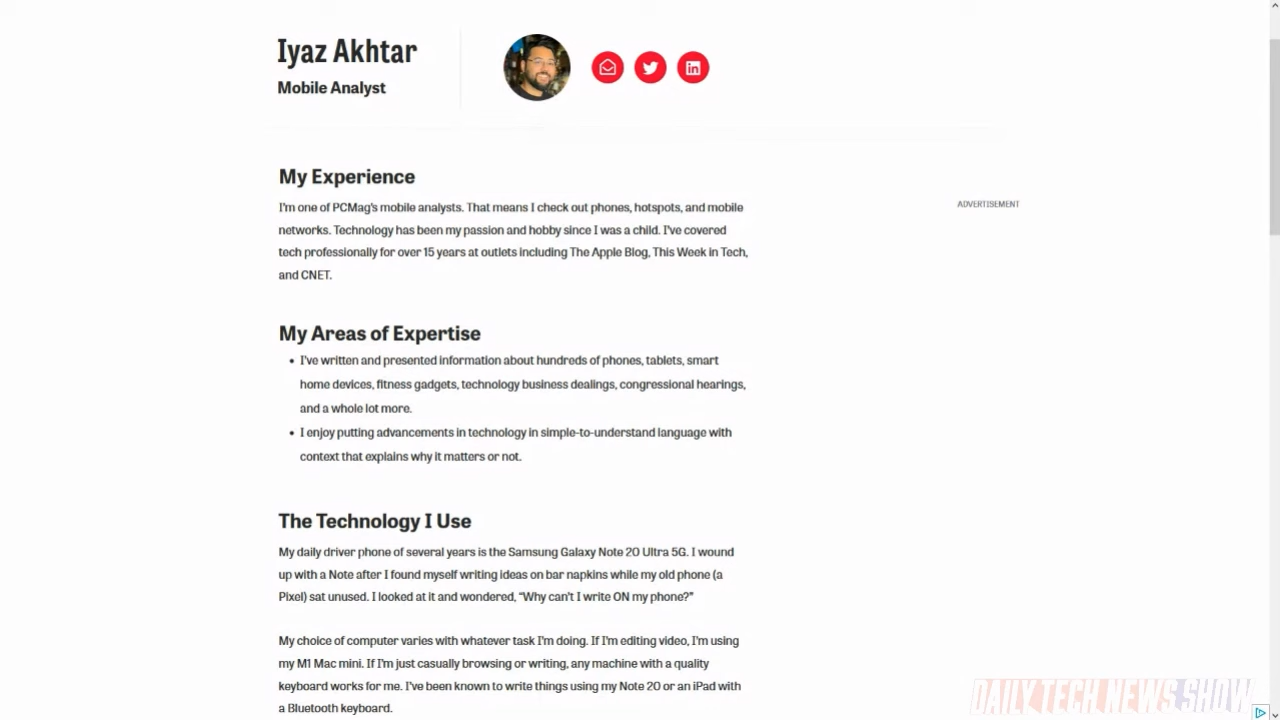 Iyaz Akhtar
Mobile Analyst
My Experience
I'm one of PCMag's mobile analysts. That means I check out phones, hotspots, and mobile
networks. Technology has been my passion and hobby since I was a child. I've covered
tech professionally for over 15 years at outlets including The Apple Blog, This Week in Tech,
and CNET.
ADVERTISEMENT
My Areas of Expertise
• I've written and presented information about hundreds of phones, tablets, smart
home devices, fitness gadgets, technology business dealings, congressional hearings,
and a whole lot more.
• I enjoy putting advancements in technology in simple-to-understand language with
context that explains why it matters or not.
The Technology I Use
My daily driver phone of several years is the Samsung Galaxy Note 20 Ultra 5G. I wound
up with a Note after I found myself writing ideas on bar napkins while my old phone (a
Pixel) sat unused. I looked at it and wondered, “Why can't I write ON my phone?”
My choice of computer varies with whatever task I'm doing. If I'm editing video, I'm using
my M1 Mac mini. If I'm just casually browsing or writing, any machine with a quality
keyboard works for me. I've been known to write things using my Note 20 or an iPad with
a Bluetooth keyboard.
DAILY TECH NEWS SHOW